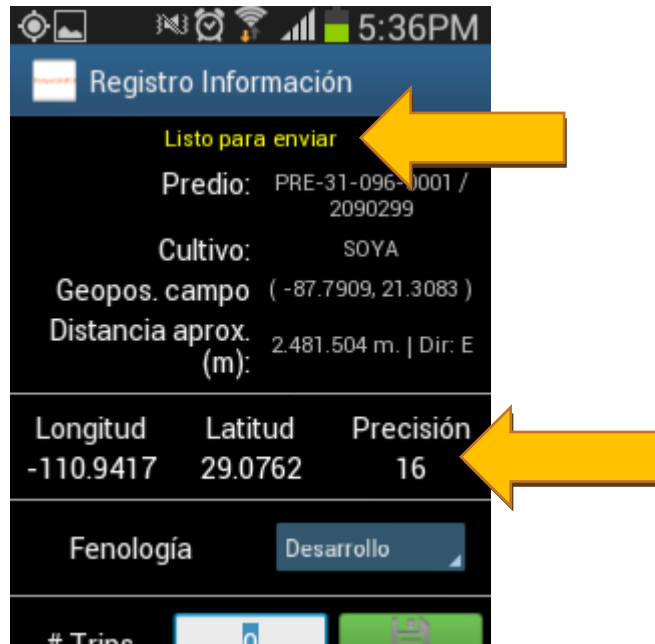 5:36PM
Registro Información
Listo para enviar
Predio: PRE-31-096-0001 /
2090299
Cultivo: SOYA
Geopos. campo ( -87.7909, 21.3083 )
Distancia aprox.
(m): 2.481.504 m. | Dir: E
Longitud Latitud Precisión
-110.9417 29.0762 16
Fenología Desarrollo
# Trips 0